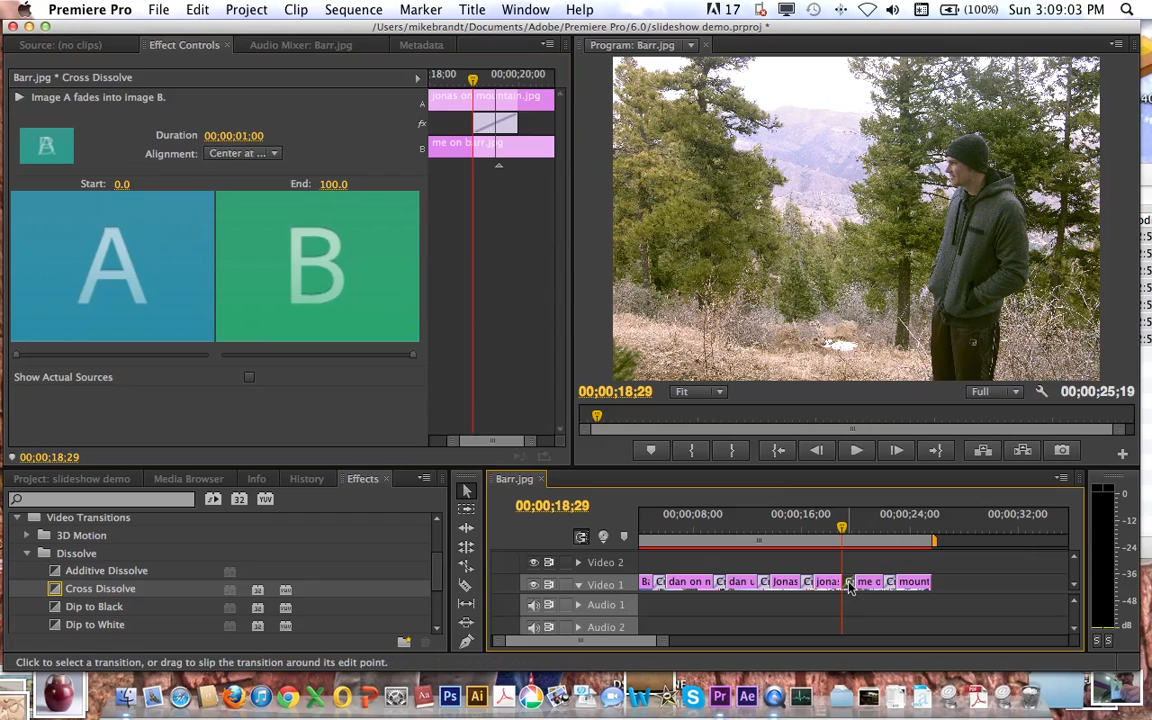 Premiere Pro File Edit Project Clip Sequence Marker Title Window Help 17 (100%) Sun 3:09:03 PM
/Users/mikebrandt/Documents/Adobe/Premiere Pro/6.0/slideshow demo.prproj *
Source: (no clips) Effect Controls Audio Mixer: Barr.jpg Metadata Program: Barr.jpg
Barr.jpg * Cross Dissolve
:18;00 00;00;20;00
Image A fades into image B.
A jonas on mountain.jpg
fx
B me on barr.jpg
Duration 00;00;01;00
Alignment: Center at ...
Start: 0.0 End: 100.0
A B
Show Actual Sources
00;00;18;29 Fit Full 00;00;25;19
00;00;18;29
Project: slideshow demo Media Browser Info History Effects Barr.jpg
32 YUV
00;00;18;29
Video Transitions
3D Motion
Dissolve
Additive Dissolve
Cross Dissolve
Dip to Black
Dip to White
00;00;08;00 00;00;16;00 00;00;24;00 00;00;32;00
Video 2
Video 1 dan on n dan u Jonas jonas me o mount
Audio 1
Audio 2
0
-12
-24
-36
-48
dB
S S
Click to select a transition, or drag to slip the transition around its edit point.
Ps Ai Pr Ae